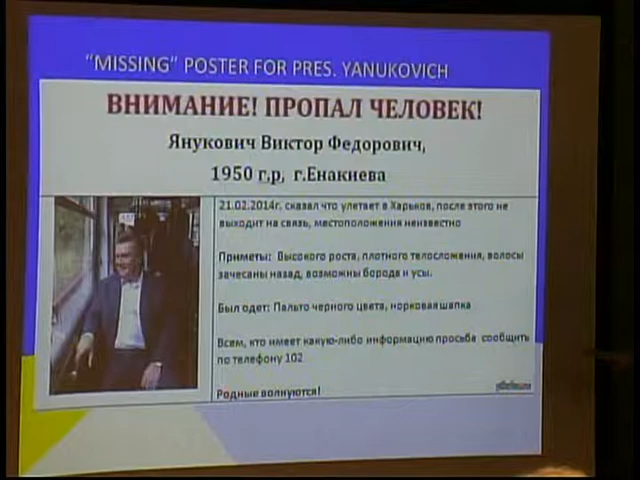 "MISSING" POSTER FOR PRES. YANUKOVICH
ВНИМАНИЕ! ПРОПАЛ ЧЕЛОВЕК!
Янукович Виктор Федорович,
1950 г.р, г.Енакиева
21.02.2014г. сказал что улетает в Харьков, после этого не
выходит на связь, местоположения неизвестно
Приметы: Высокого роста, плотного телосложения, волосы
зачесаны назад, возможны борода и усы.
Был одет: Пальто черного цвета, норковая шапка
Всем, кто имеет какую-либо информацию просьба сообщить
по телефону 102
Родные волнуются!